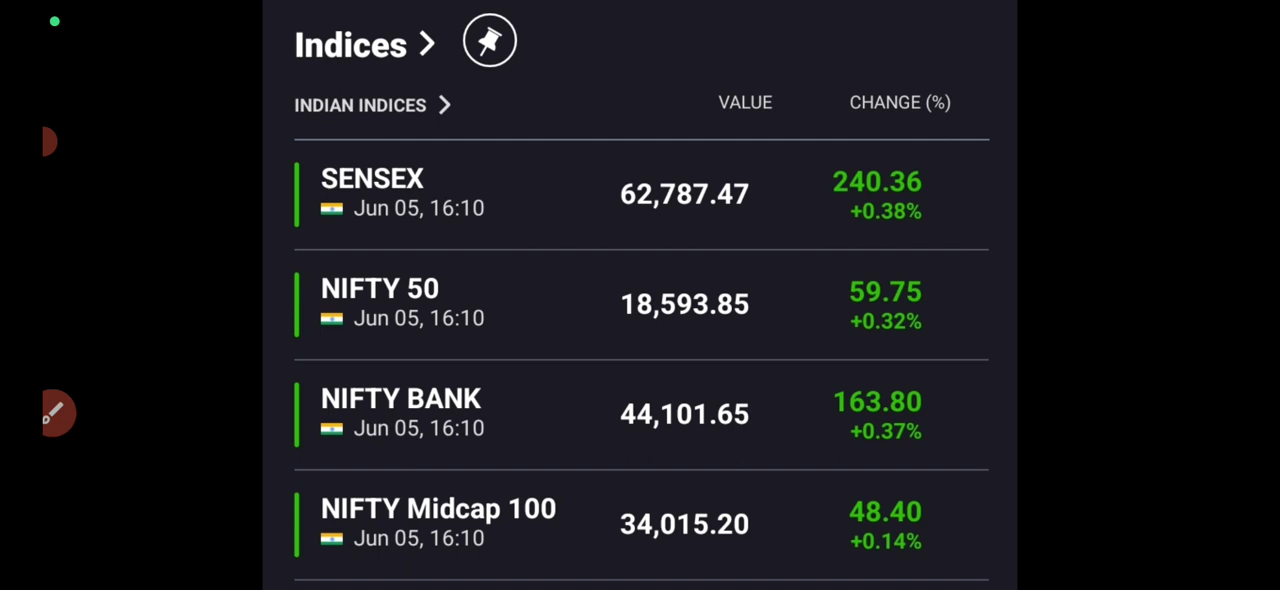 Indices
INDIAN INDICES VALUE CHANGE (%)
SENSEX
62,787.47
240.36
Jun 05, 16:10
+0.38%
NIFTY 50
18,593.85
59.75
Jun 05, 16:10
+0.32%
NIFTY BANK
44,101.65
163.80
Jun 05, 16:10
+0.37%
NIFTY Midcap 100
34,015.20
48.40
Jun 05, 16:10
+0.14%